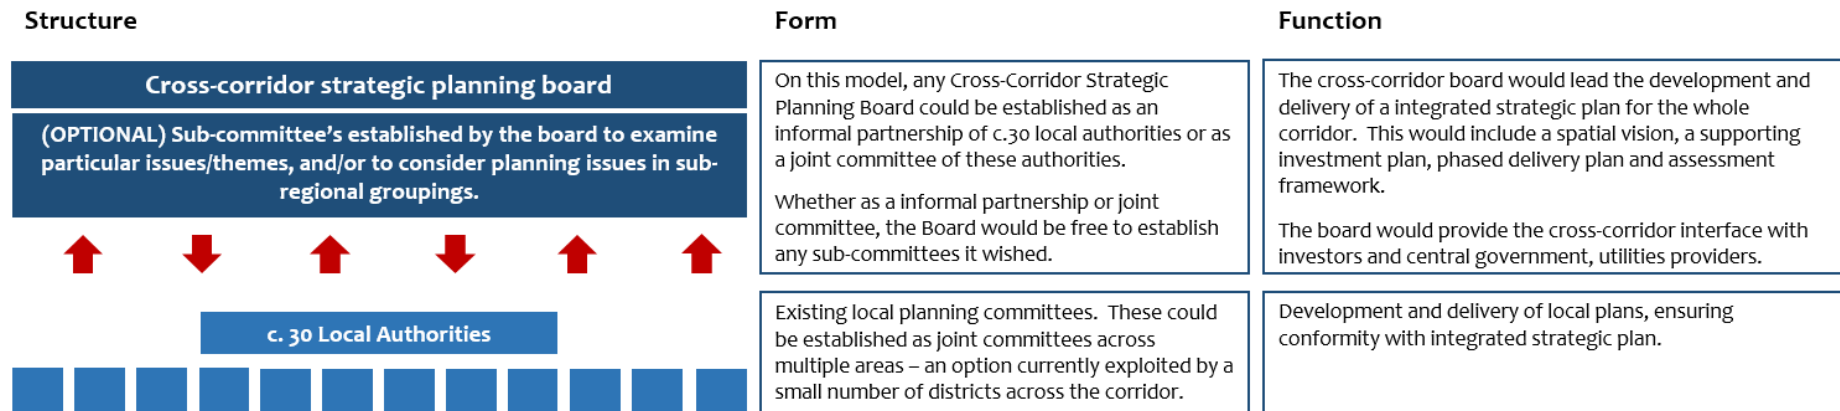 Structure
Form
Function
Cross-corridor strategic planning board
(OPTIONAL) Sub-committee's established by the board to examine
particular issues/themes, and/or to consider planning issues in sub-
regional groupings.
On this model, any Cross-Corridor Strategic
Planning Board could be established as an
informal partnership of c.30 local authorities or as
a joint committee of these authorities.
Whether as a informal partnership or joint
committee, the Board would be free to establish
any sub-committees it wished.
The cross-corridor board would lead the development and
delivery of a integrated strategic plan for the whole
corridor. This would include a spatial vision, a supporting
investment plan, phased delivery plan and assessment
framework.
The board would provide the cross-corridor interface with
investors and central government, utilities providers.
c. 30 Local Authorities
Existing local planning committees. These could
be established as joint committees across
multiple areas – an option currently exploited by a
small number of districts across the corridor.
Development and delivery of local plans, ensuring
conformity with integrated strategic plan.